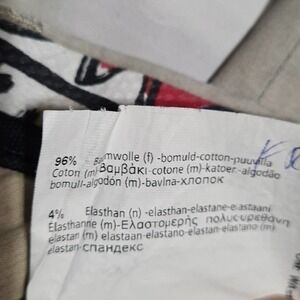 96% Baumwolle (f) -bomuld-cotton-puuvilla
Coton (m)-βαμβάκι-cotone (m)-katoen-algodão
bomull-algodón (m)-bavlna-хлопок
4% Elasthan (n) -elasthan-elastane-elastaani
Elasthanne (m)-Ελαστομερής πολυουρεθάνη
elastan (m) elastaan-elastano-elastan-elastano (m)
elastan-спандекс